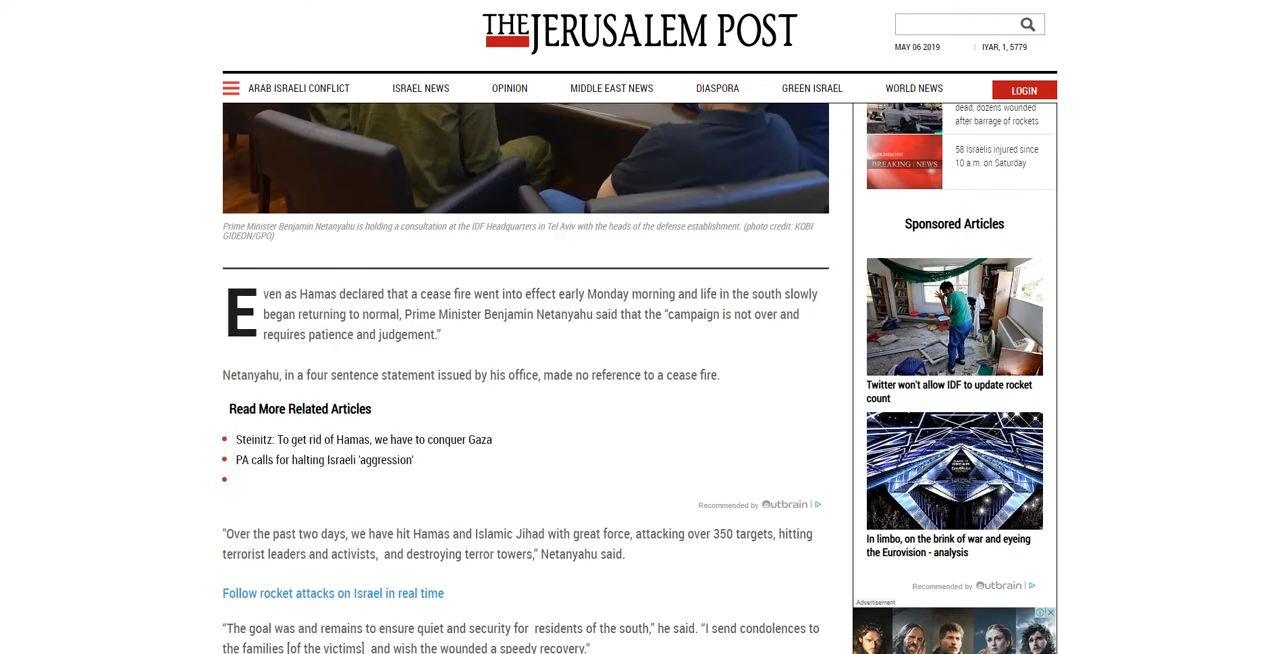 THE JERUSALEM POST
MAY 06 2019 | IYAR, 1, 5779
ARAB ISRAELI CONFLICT ISRAEL NEWS OPINION MIDDLE EAST NEWS DIASPORA GREEN ISRAEL WORLD NEWS LOGIN
Prime Minister Benjamin Netanyahu is holding a consultation at the IDF Headquarters in Tel Aviv with the heads of the defense establishment. (photo credit: KOBI
GIDEON/GPO)
Even as Hamas declared that a cease fire went into effect early Monday morning and life in the south slowly
began returning to normal, Prime Minister Benjamin Netanyahu said that the “campaign is not over and
requires patience and judgement.”
Netanyahu, in a four sentence statement issued by his office, made no reference to a cease fire.
Read More Related Articles
• Steinitz: To get rid of Hamas, we have to conquer Gaza
• PA calls for halting Israeli 'aggression'
•
Recommended by Outbrain
“Over the past two days, we have hit Hamas and Islamic Jihad with great force, attacking over 350 targets, hitting
terrorist leaders and activists, and destroying terror towers,” Netanyahu said.
Follow rocket attacks on Israel in real time
“The goal was and remains to ensure quiet and security for residents of the south,” he said. “I send condolences to
the families [of the victims] and wish the wounded a speedy recovery.”
dead, dozens wounded
after barrage of rockets
BREAKING | NEWS
58 Israelis injured since
10 a.m. on Saturday
Sponsored Articles
Twitter won't allow IDF to update rocket
count
In limbo, on the brink of war and eyeing
the Eurovision - analysis
Recommended by Outbrain
Advertisement